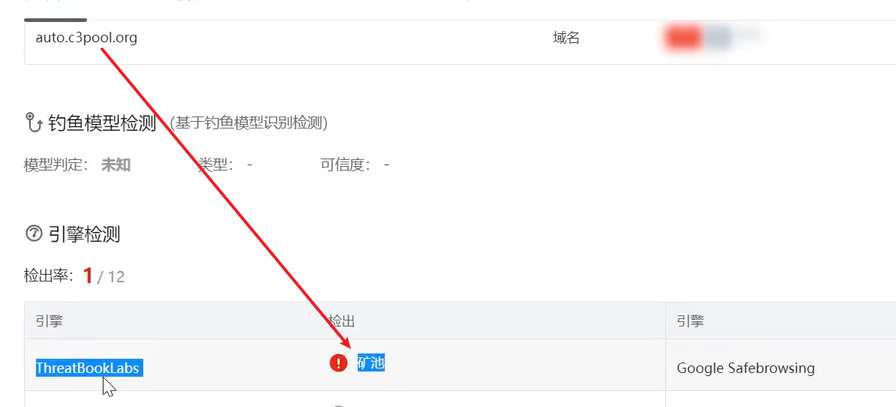 auto.c3pool.org 域名
钓鱼模型检测 (基于钓鱼模型识别检测)
模型判定： 未知 类型： - 可信度： -
引擎检测
检出率：1 / 12
引擎 检出 引擎
ThreatBookLabs 矿池 Google Safebrowsing